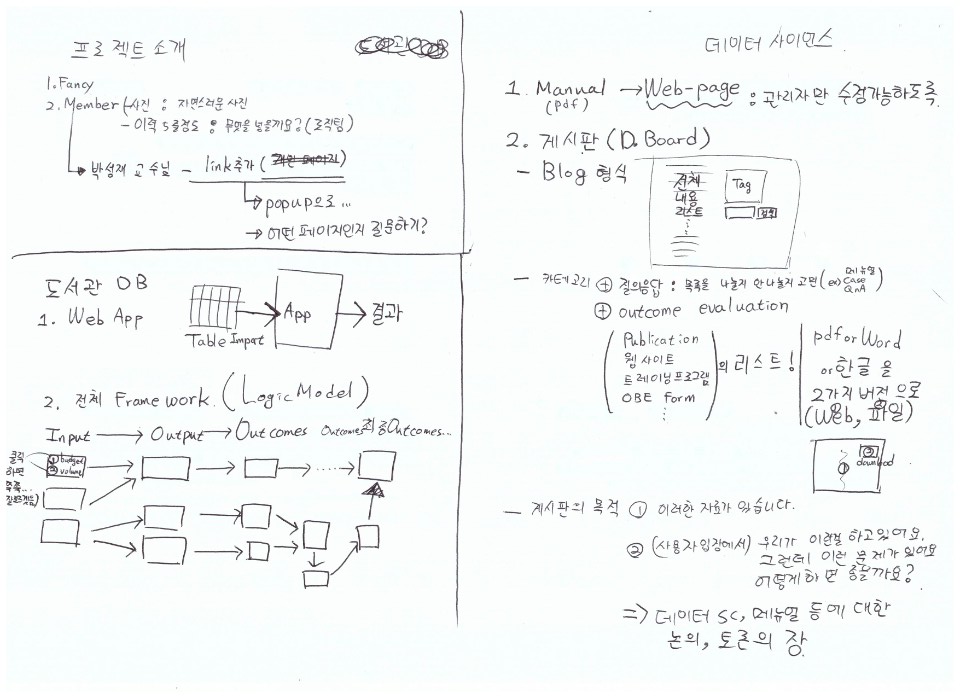 프로젝트 소개
1. Fancy
2. Member - 사진 : 자연스러운 사진
- 이력 5줄정도 : 무엇을 넣을까요? (조직팀)
박성재 교수님 - link추가 (개인 페이지)
popup으로...
→ 어떤 페이지인지 질문하기?
도서관 OB
1. Web App
Table Import
App
결과
2. 전체 Framework. (Logic Model)
Input → Output → Outcomes Outcomes 최종Outcomes...
클릭
하면
쭉쭉...
① budget
② volume
데이터 사이언스
1. Manual → Web-page : 관리자만 수정가능하도록.
(pdf)
2. 게시판 (D. Board)
- Blog 형식
전체
내용
리스트
Tag
검색
- 카테고리 ⊕ 질의응답 : 목록을 나눌지 안나눌지 고민 (ex) 메뉴얼
Case
QnA
⊕ outcome evaluation
Publication
웹사이트
트레이닝프로그램
OBE form
의 리스트!
pdf or Word
or 한글 을
2가지 버전으로
(Web, 파일)
①
②
download
- 게시판의 목적 ① 이러한 자료가 있습니다.
② (사용자입장에서) 우리가 이런걸 하고있어요.
그런데 이런 문제가 있어요
어떻게하면 좋을까요?
⇒ 데이터 SC, 메뉴얼 등에 대한
논의, 토론의 장.